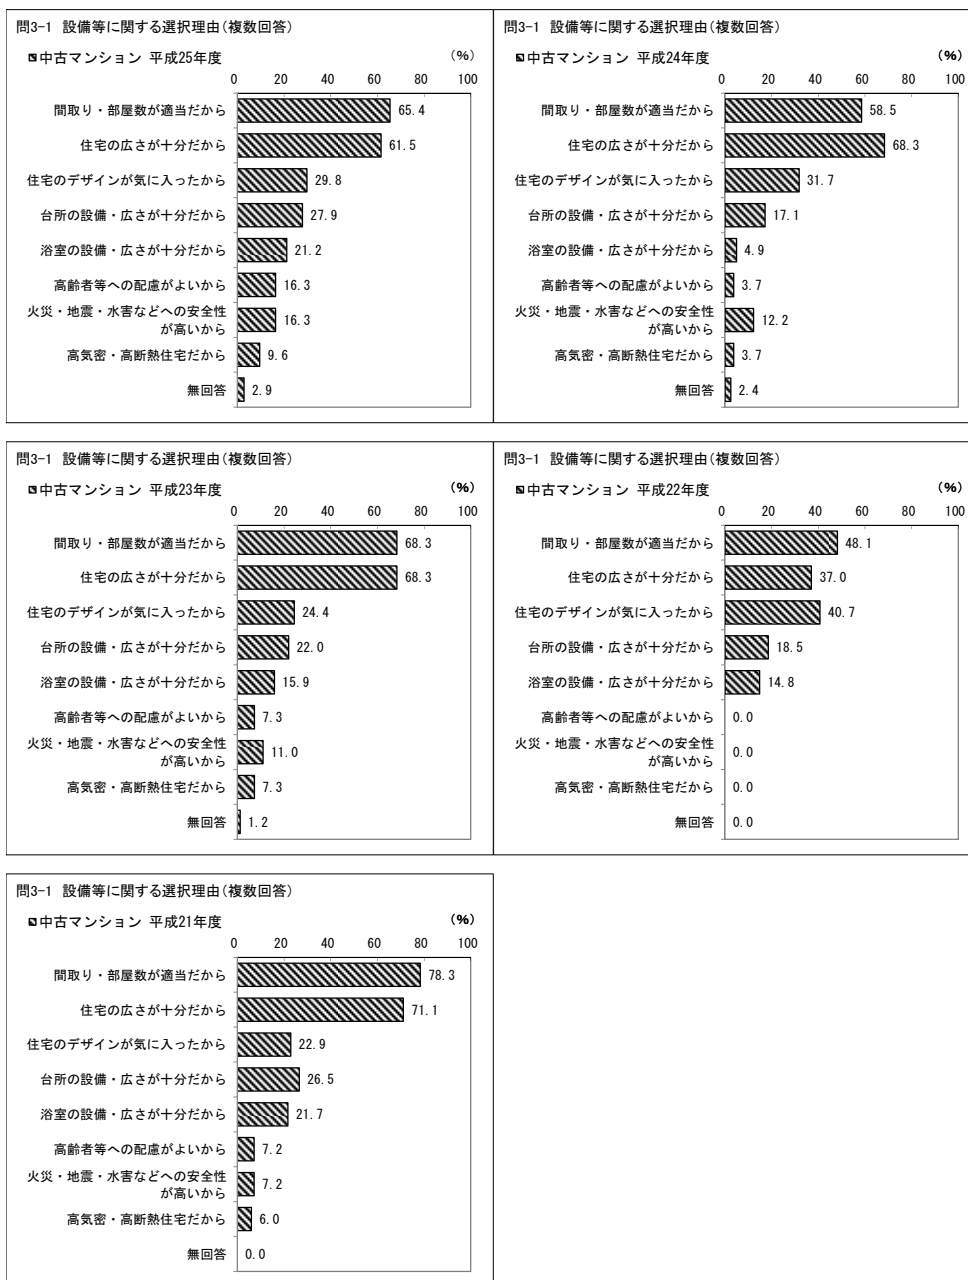 問3-1 設備等に関する選択理由(複数回答)
中古マンション 平成25年度
(%)
0 20 40 60 80 100
間取り・部屋数が適当だから 65.4
住宅の広さが十分だから 61.5
住宅のデザインが気に入ったから 29.8
台所の設備・広さが十分だから 27.9
浴室の設備・広さが十分だから 21.2
高齢者等への配慮がよいから 16.3
火災・地震・水害などへの安全性
が高いから 16.3
高気密・高断熱住宅だから 9.6
無回答 2.9
問3-1 設備等に関する選択理由(複数回答)
中古マンション 平成24年度
(%)
0 20 40 60 80 100
間取り・部屋数が適当だから 58.5
住宅の広さが十分だから 68.3
住宅のデザインが気に入ったから 31.7
台所の設備・広さが十分だから 17.1
浴室の設備・広さが十分だから 4.9
高齢者等への配慮がよいから 3.7
火災・地震・水害などへの安全性
が高いから 12.2
高気密・高断熱住宅だから 3.7
無回答 2.4
問3-1 設備等に関する選択理由(複数回答)
中古マンション 平成23年度
(%)
0 20 40 60 80 100
間取り・部屋数が適当だから 68.3
住宅の広さが十分だから 68.3
住宅のデザインが気に入ったから 24.4
台所の設備・広さが十分だから 22.0
浴室の設備・広さが十分だから 15.9
高齢者等への配慮がよいから 7.3
火災・地震・水害などへの安全性
が高いから 11.0
高気密・高断熱住宅だから 7.3
無回答 1.2
問3-1 設備等に関する選択理由(複数回答)
中古マンション 平成22年度
(%)
0 20 40 60 80 100
間取り・部屋数が適当だから 48.1
住宅の広さが十分だから 37.0
住宅のデザインが気に入ったから 40.7
台所の設備・広さが十分だから 18.5
浴室の設備・広さが十分だから 14.8
高齢者等への配慮がよいから 0.0
火災・地震・水害などへの安全性
が高いから 0.0
高気密・高断熱住宅だから 0.0
無回答 0.0
問3-1 設備等に関する選択理由(複数回答)
中古マンション 平成21年度
(%)
0 20 40 60 80 100
間取り・部屋数が適当だから 78.3
住宅の広さが十分だから 71.1
住宅のデザインが気に入ったから 22.9
台所の設備・広さが十分だから 26.5
浴室の設備・広さが十分だから 21.7
高齢者等への配慮がよいから 7.2
火災・地震・水害などへの安全性
が高いから 7.2
高気密・高断熱住宅だから 6.0
無回答 0.0